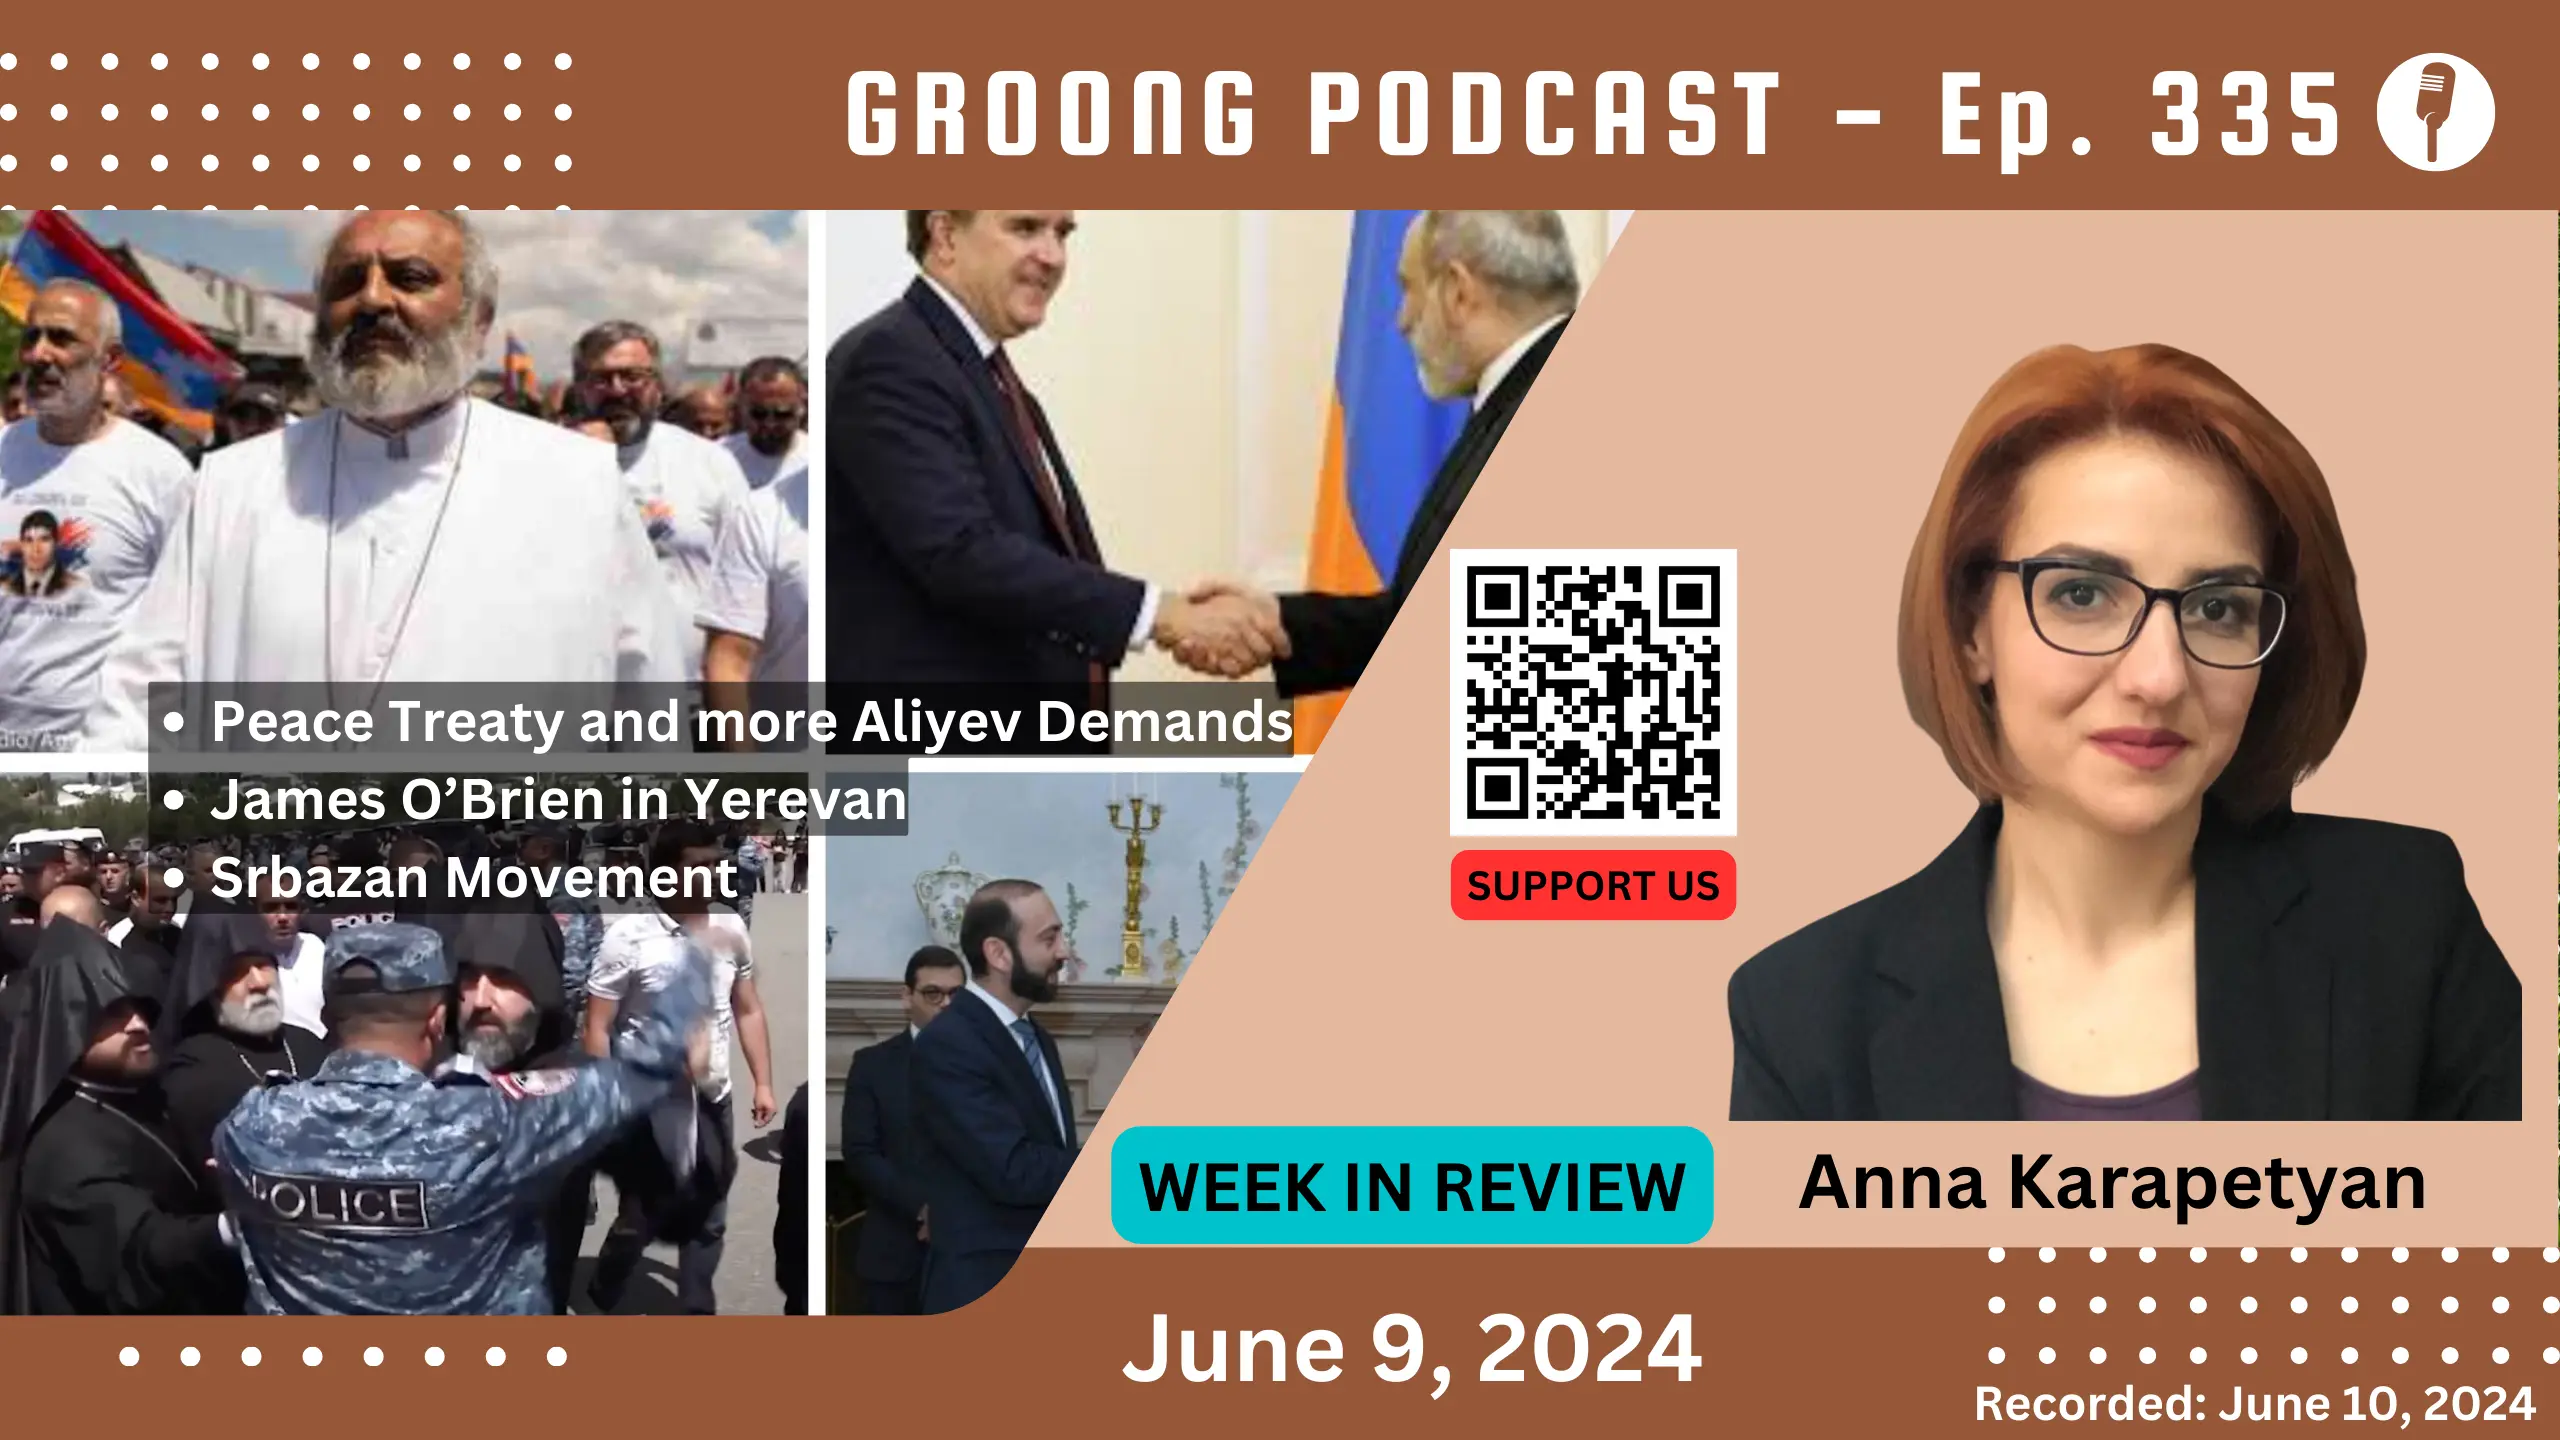 GROONG PODCAST - Ep. 335
• Peace Treaty and more Aliyev Demands
• James O’Brien in Yerevan
• Srbazan Movement
SUPPORT US
POLICE
WEEK IN REVIEW
Anna Karapetyan
June 9, 2024
Recorded: June 10, 2024